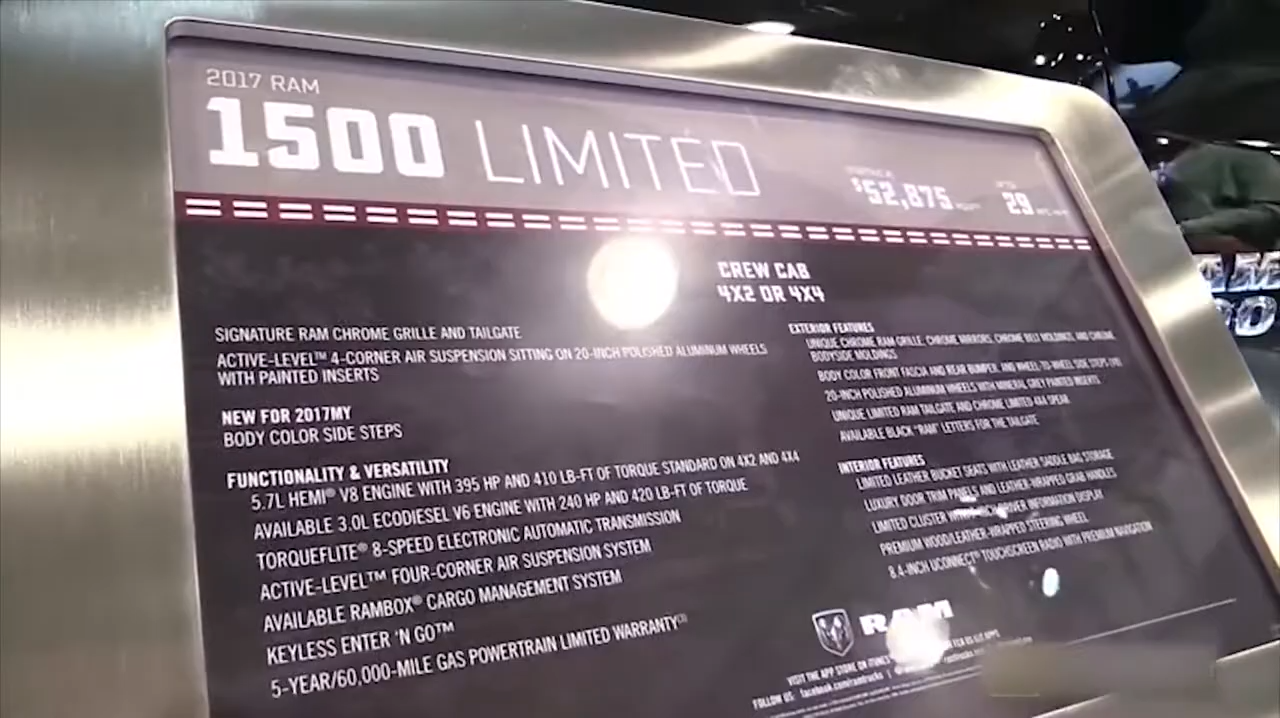 2017 RAM
1500 LIMITED
STARTING AT
$52,875
UP TO
29
CREW CAB
4X2 OR 4X4
SIGNATURE RAM CHROME GRILLE AND TAILGATE
ACTIVE-LEVEL™ 4-CORNER AIR SUSPENSION SITTING ON 20-INCH POLISHED ALUMINUM WHEELS
WITH PAINTED INSERTS
NEW FOR 2017MY
BODY COLOR SIDE STEPS
FUNCTIONALITY & VERSATILITY
5.7L HEMI® V8 ENGINE WITH 395 HP AND 410 LB-FT OF TORQUE STANDARD ON 4X2 AND 4X4
AVAILABLE 3.0L ECODIESEL V6 ENGINE WITH 240 HP AND 420 LB-FT OF TORQUE
TORQUEFLITE® 8-SPEED ELECTRONIC AUTOMATIC TRANSMISSION
ACTIVE-LEVEL™ FOUR-CORNER AIR SUSPENSION SYSTEM
AVAILABLE RAMBOX® CARGO MANAGEMENT SYSTEM
KEYLESS ENTER 'N GO™
5-YEAR/60,000-MILE GAS POWERTRAIN LIMITED WARRANTY
EXTERIOR FEATURES
UNIQUE CHROME RAM GRILLE, CHROME MIRRORS, CHROME BELT MOLDINGS, AND CHROME
BODYSIDE MOLDINGS
BODY COLOR FRONT FASCIA AND REAR BUMPER, AND WHEEL-TO-WHEEL SIDE STEPS
20-INCH POLISHED ALUMINUM WHEELS WITH MINERAL GREY PAINTED INSERTS
UNIQUE LIMITED RAM TAILGATE AND CHROME LIMITED 4X4 SPEAR
AVAILABLE BLACK "RAM" LETTERS FOR THE TAILGATE
INTERIOR FEATURES
LIMITED LEATHER BUCKET SEATS WITH LEATHER SADDLE BAG STORAGE
LUXURY DOOR TRIM PANELS AND LEATHER-WRAPPED GRAB HANDLES
LIMITED CLUSTER INFORMATION DISPLAY
PREMIUM WOOD/LEATHER-WRAPPED STEERING WHEEL
8.4-INCH UCONNECT® TOUCHSCREEN RADIO WITH PREMIUM NAVIGATION
RAM
VISIT THE APP STORE ON ITUNES
FOLLOW US: facebook.com/ramtrucks